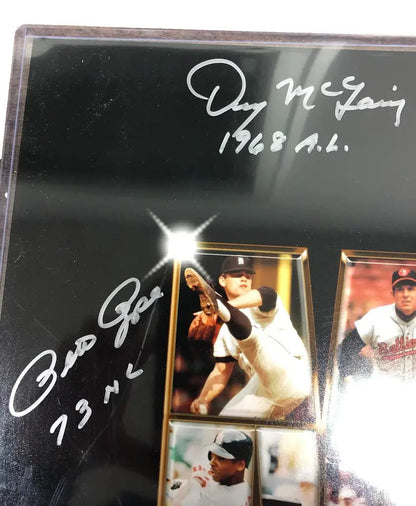 Denny McLain
1968 A.L.
Pete Rose
73 NL